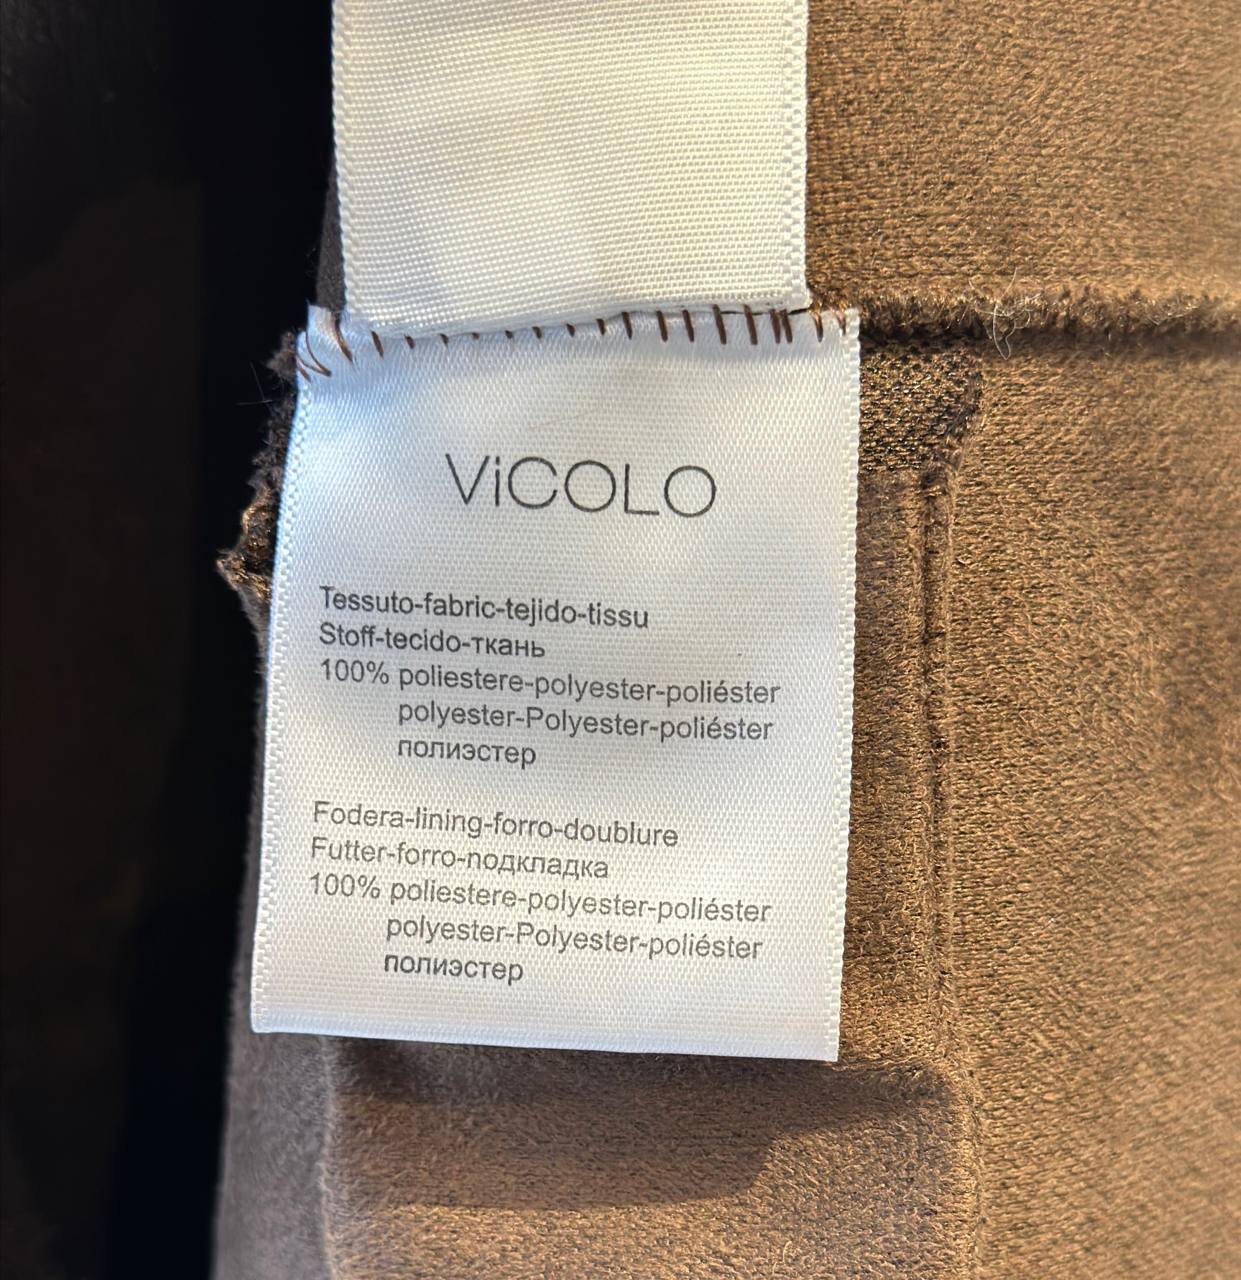 ViCOLO
Tessuto-fabric-tejido-tissu
Stoff-tecido-ткань
100% poliestere-polyester-poliéster
polyester-Polyester-poliéster
полиэстер
Fodera-lining-forro-doublure
Futter-forro-подкладка
100% poliestere-polyester-poliéster
polyester-Polyester-poliéster
полиэстер